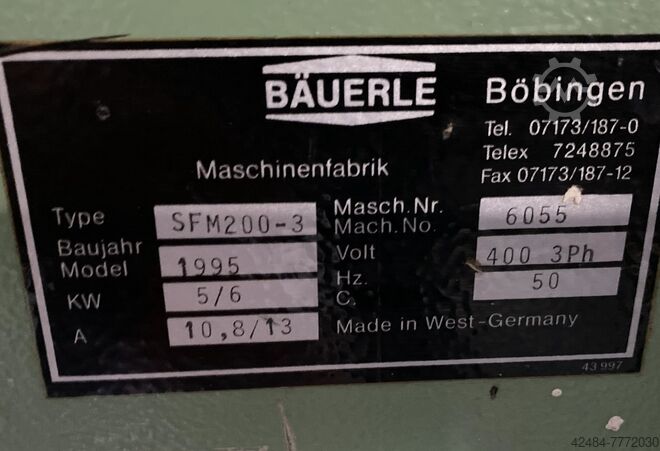 BÄUERLE
Böbingen
Tel. 07173/187-0
Telex 7248875
Fax 07173/187-12
Maschinenfabrik
Type SFM200-3
Masch.Nr. Mach.No. 6055
Baujahr Model 1995
Volt 400 3Ph
KW 5/6
Hz. C. 50
A 10,8/13
Made in West-Germany
43 997
42484-7772030